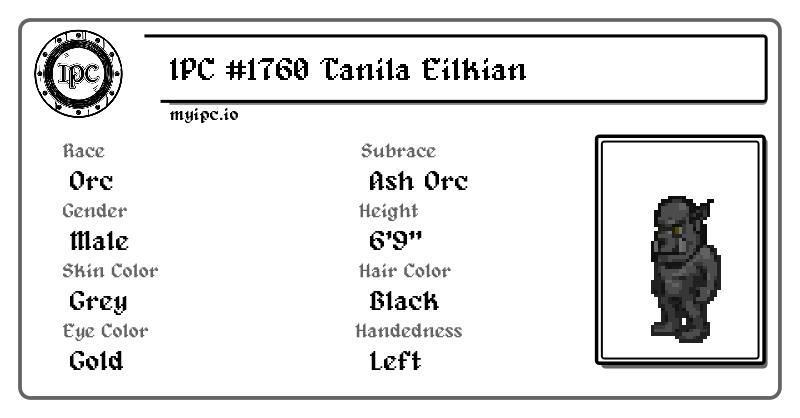 IPC
IPC #1760 Tanila Eilkian
myipc.io
Race
Orc
Subrace
Ash Orc
Gender
Male
Height
6'9"
Skin Color
Grey
Hair Color
Black
Eye Color
Gold
Handedness
Left